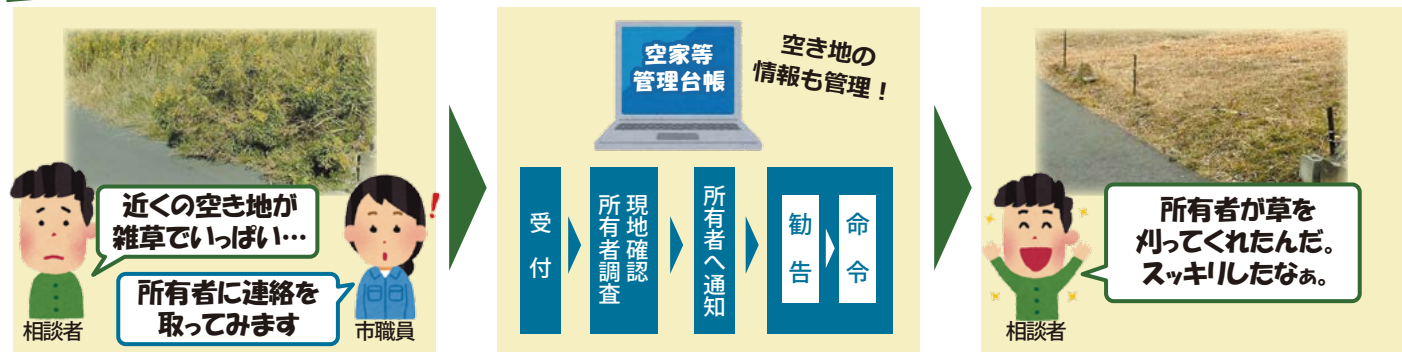 近くの空き地が
雑草でいっぱい…
所有者に連絡を
取ってみます
相談者
市職員
空家等
管理台帳
空き地の
情報も管理！
受付
現地確認
所有者調査
所有者へ通知
勧告
命令
所有者が草を
刈ってくれたんだ。
スッキリしたなぁ。
相談者